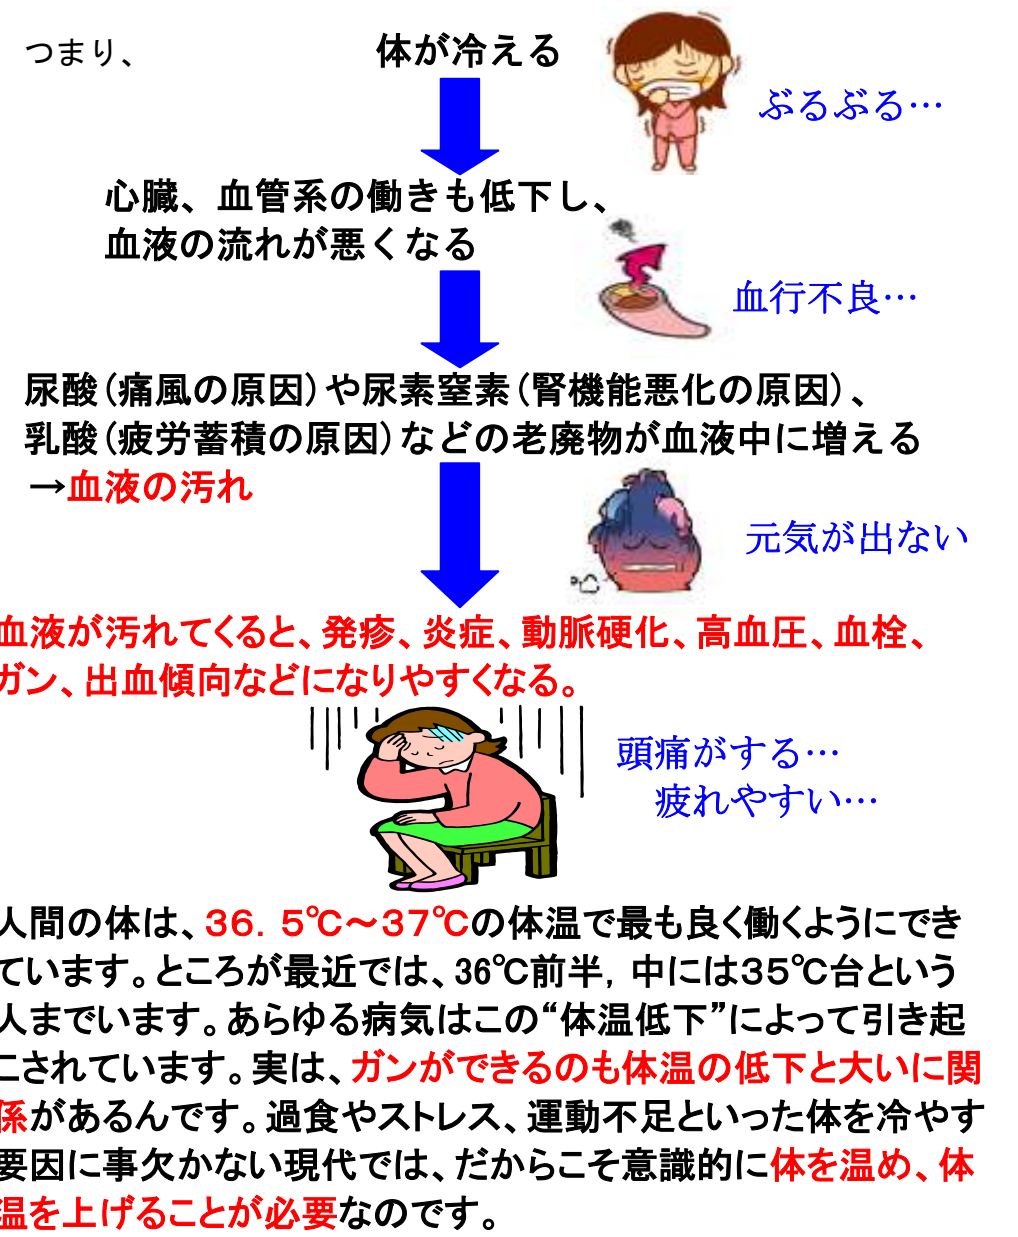 つまり、
体が冷える
ぶるぶる…
心臓、血管系の働きも低下し、
血液の流れが悪くなる
血行不良…
尿酸(痛風の原因)や尿素窒素(腎機能悪化の原因)、
乳酸(疲労蓄積の原因)などの老廃物が血液中に増える
→血液の汚れ
元気が出ない
血液が汚れてくると、発疹、炎症、動脈硬化、高血圧、血栓、
ガン、出血傾向などになりやすくなる。
頭痛がする…
疲れやすい…
人間の体は、36．5℃～37℃の体温で最も良く働くようにでき
ています。ところが最近では、36℃前半，中には35℃台という
人までいます。あらゆる病気はこの“体温低下”によって引き起
こされています。実は、ガンができるのも体温の低下と大いに関
係があるんです。過食やストレス、運動不足といった体を冷やす
要因に事欠かない現代では、だからこそ意識的に体を温め、体
温を上げることが必要なのです。